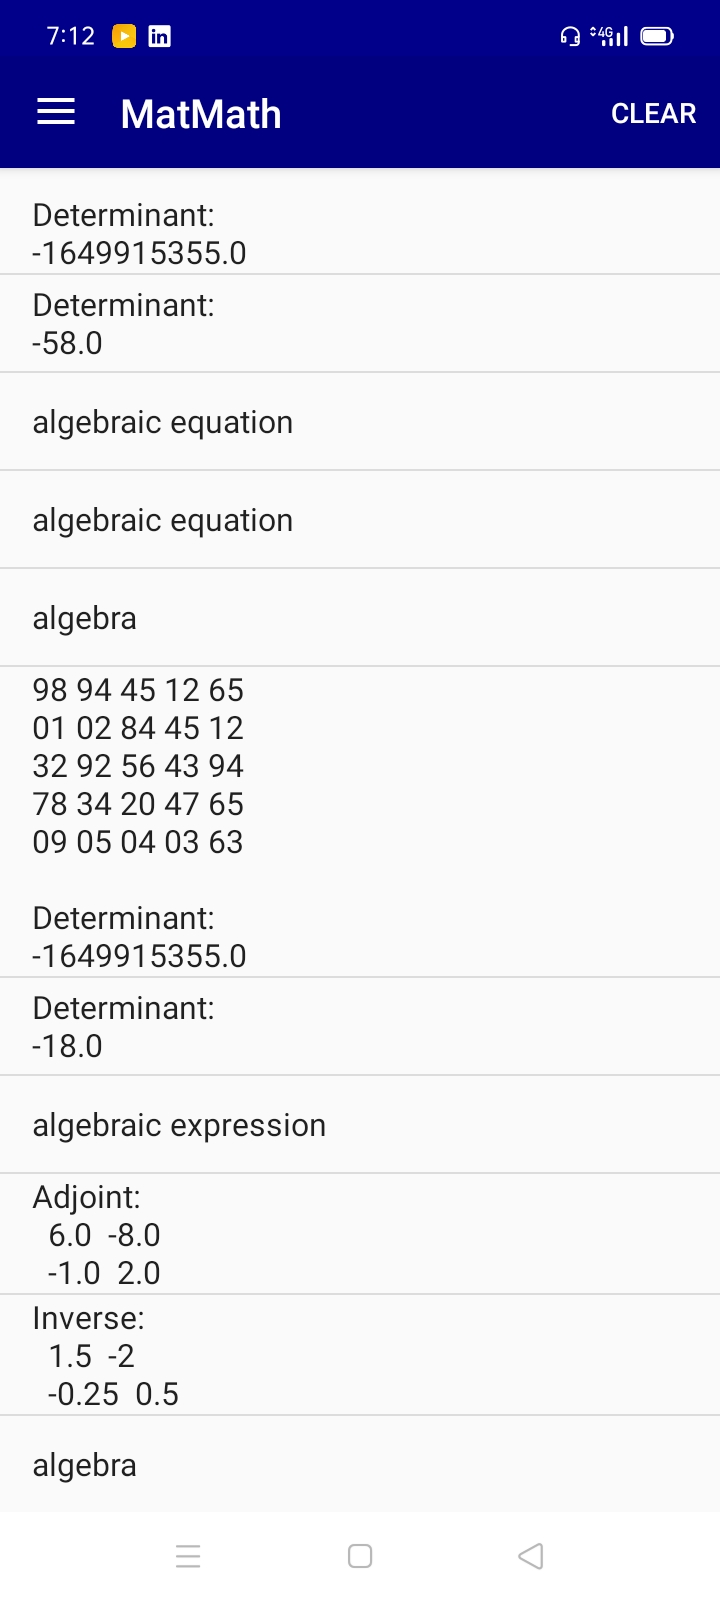 7:12 in 4G
MatMath CLEAR
Determinant:
-1649915355.0
Determinant:
-58.0
algebraic equation
algebraic equation
algebra
98 94 45 12 65
01 02 84 45 12
32 92 56 43 94
78 34 20 47 65
09 05 04 03 63
Determinant:
-1649915355.0
Determinant:
-18.0
algebraic expression
Adjoint:
6.0 -8.0
-1.0 2.0
Inverse:
1.5 -2
-0.25 0.5
algebra